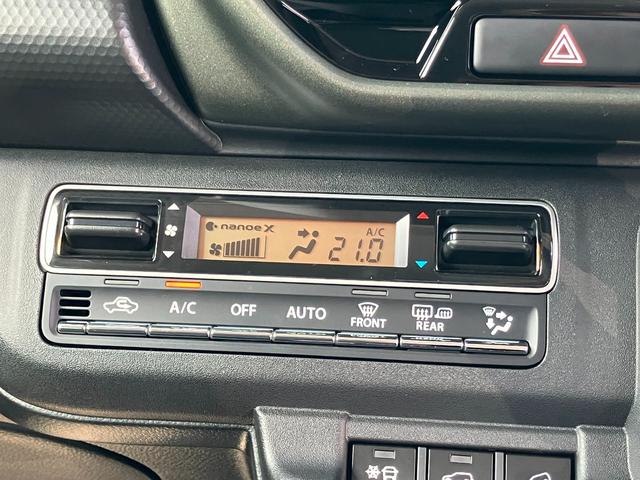 nanoe X
A/C
21.0
A/C
OFF
AUTO
FRONT
REAR